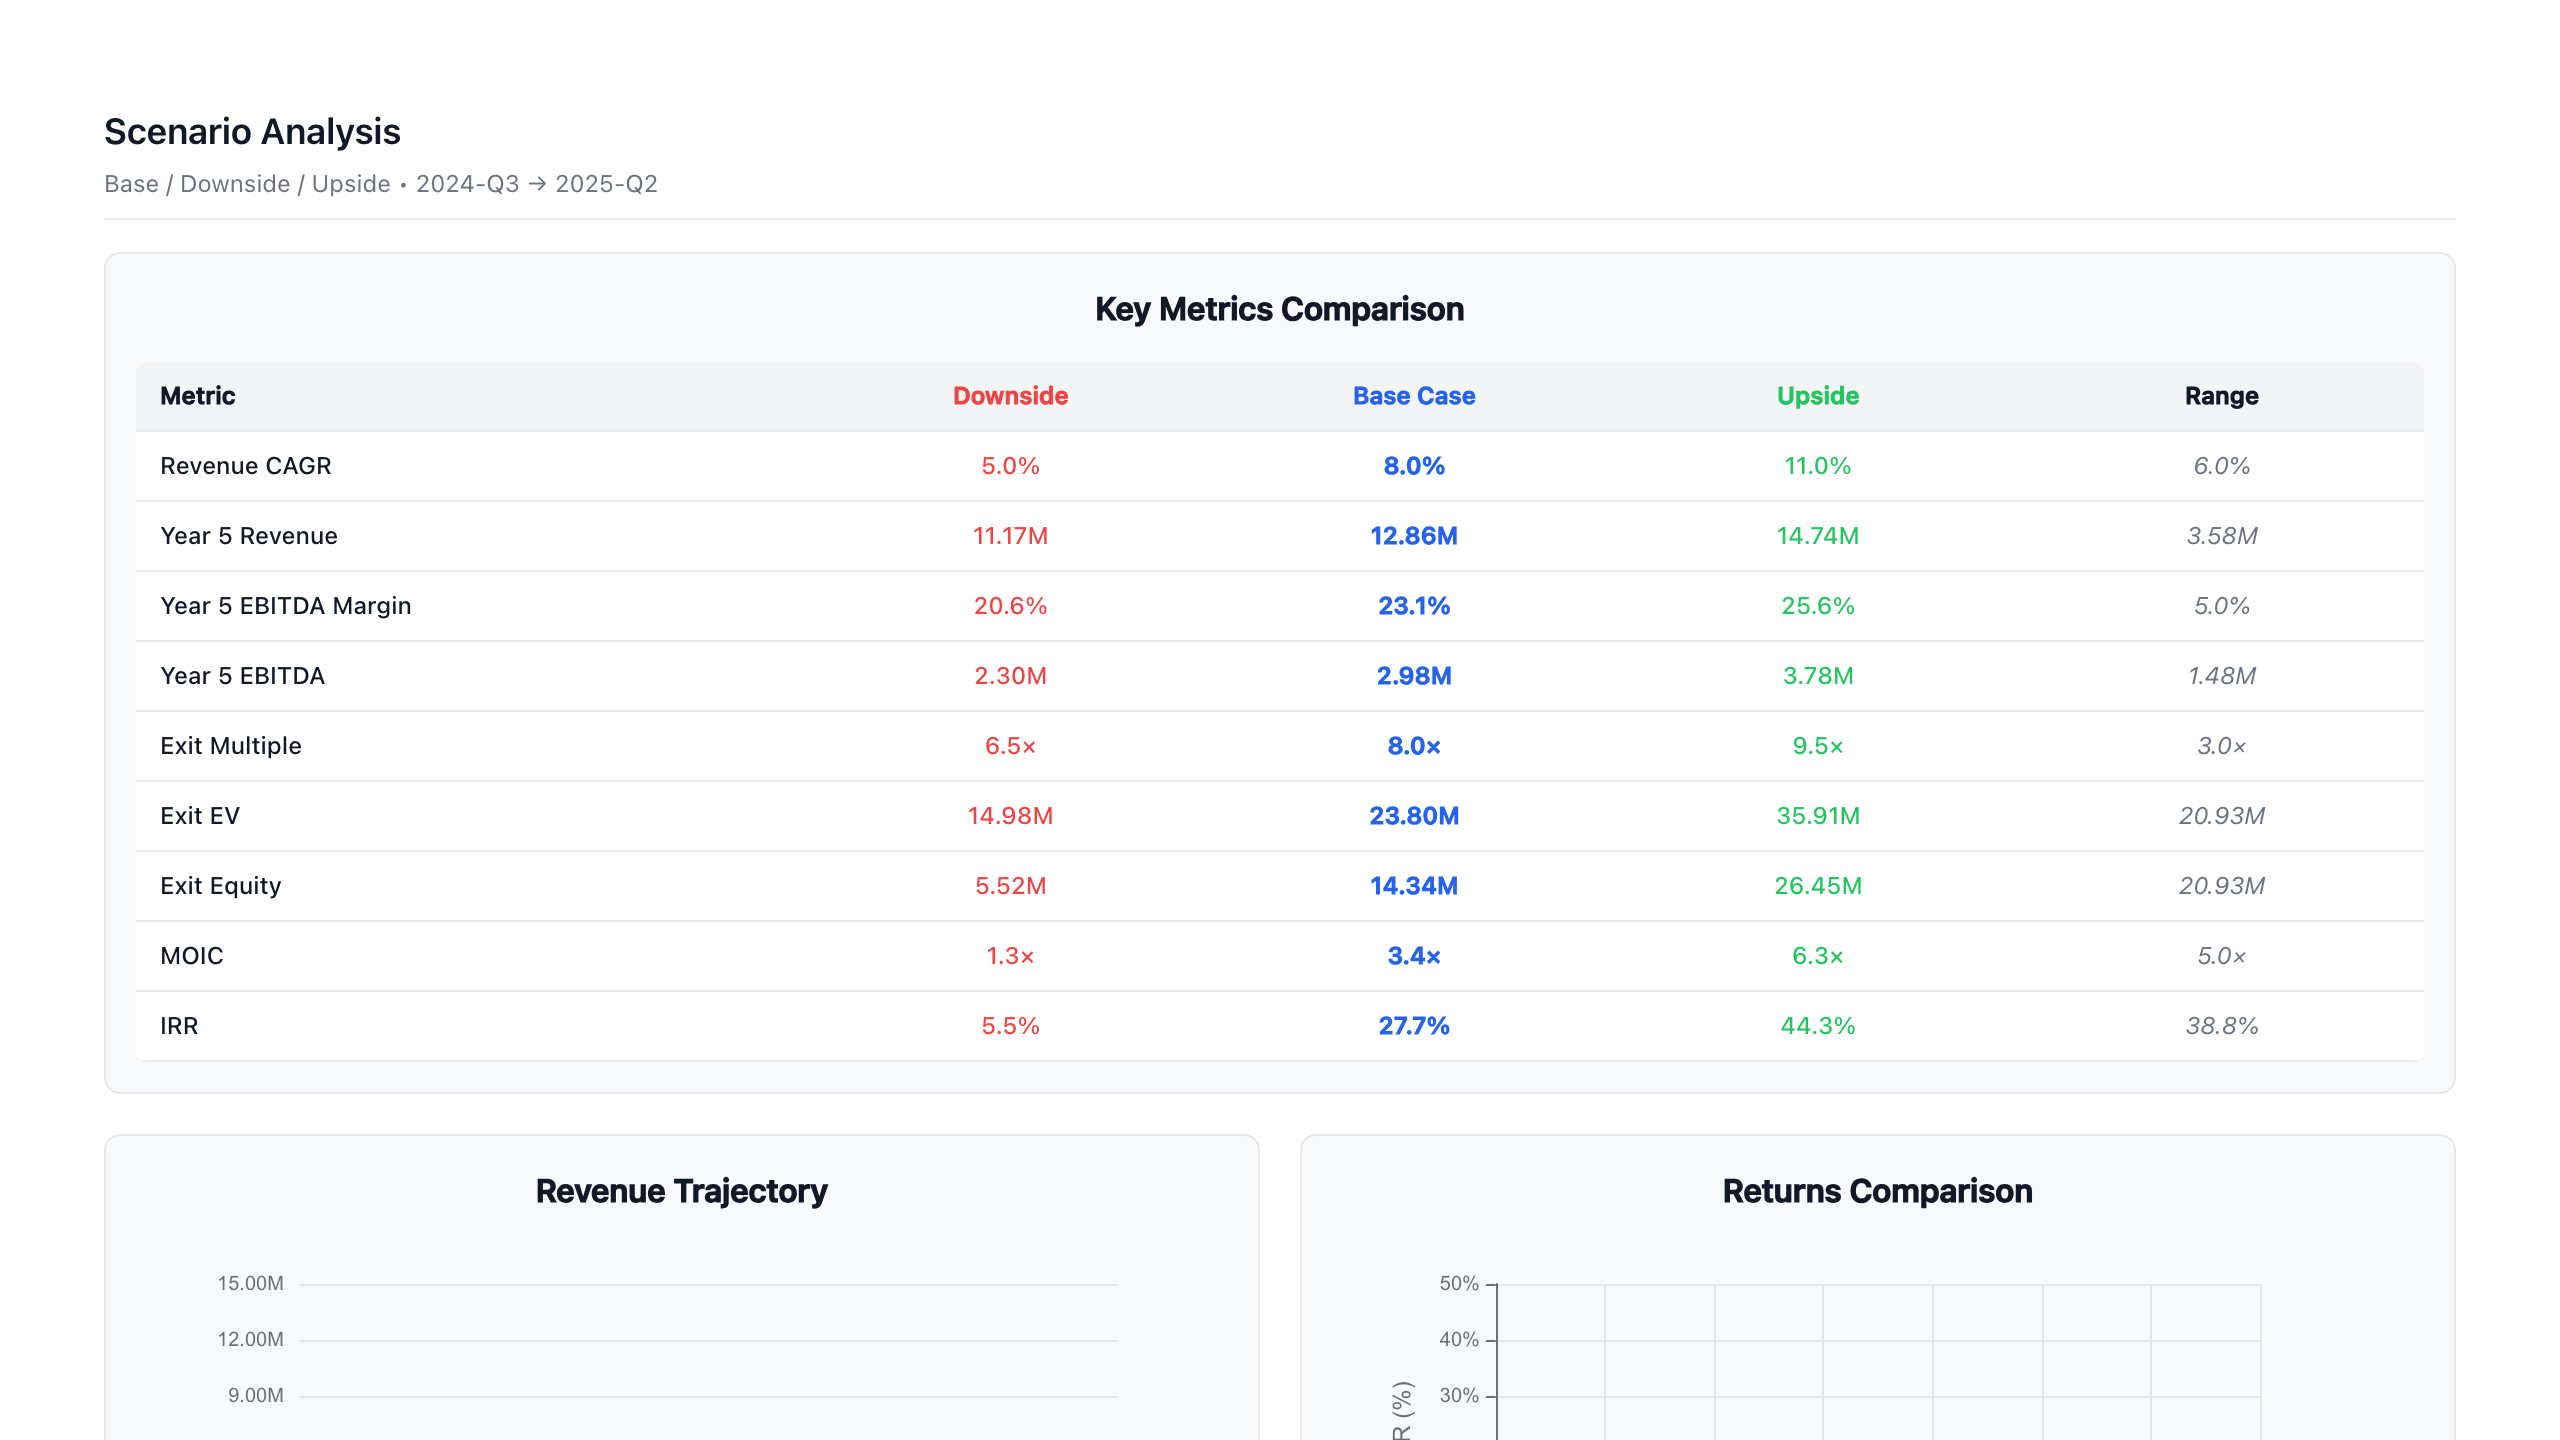 Scenario Analysis
Base / Downside / Upside • 2024-Q3 → 2025-Q2
Key Metrics Comparison
Metric Downside Base Case Upside Range
Revenue CAGR 5.0% 8.0% 11.0% 6.0%
Year 5 Revenue 11.17M 12.86M 14.74M 3.58M
Year 5 EBITDA Margin 20.6% 23.1% 25.6% 5.0%
Year 5 EBITDA 2.30M 2.98M 3.78M 1.48M
Exit Multiple 6.5× 8.0× 9.5× 3.0×
Exit EV 14.98M 23.80M 35.91M 20.93M
Exit Equity 5.52M 14.34M 26.45M 20.93M
MOIC 1.3× 3.4× 6.3× 5.0×
IRR 5.5% 27.7% 44.3% 38.8%
Revenue Trajectory
15.00M
12.00M
9.00M
Returns Comparison
50%
40%
30%
R (%)